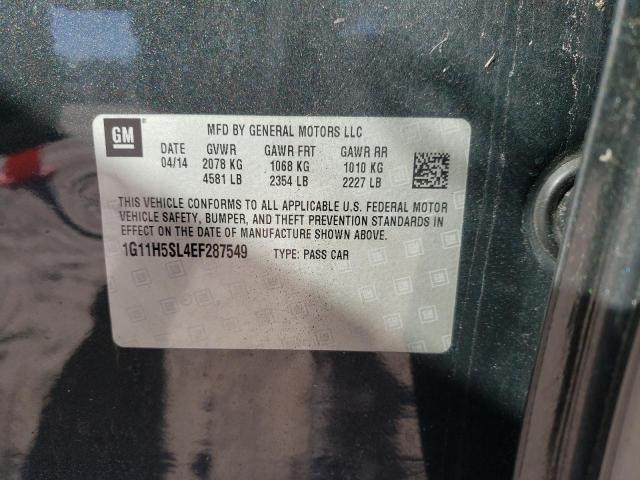 GM
MFD BY GENERAL MOTORS LLC
DATE GVWR GAWR FRT GAWR RR
04/14 2078 KG 1068 KG 1010 KG
4581 LB 2354 LB 2227 LB
THIS VEHICLE CONFORMS TO ALL APPLICABLE U.S. FEDERAL MOTOR
VEHICLE SAFETY, BUMPER, AND THEFT PREVENTION STANDARDS IN
EFFECT ON THE DATE OF MANUFACTURE SHOWN ABOVE.
1G11H5SL4EF287549 TYPE: PASS CAR